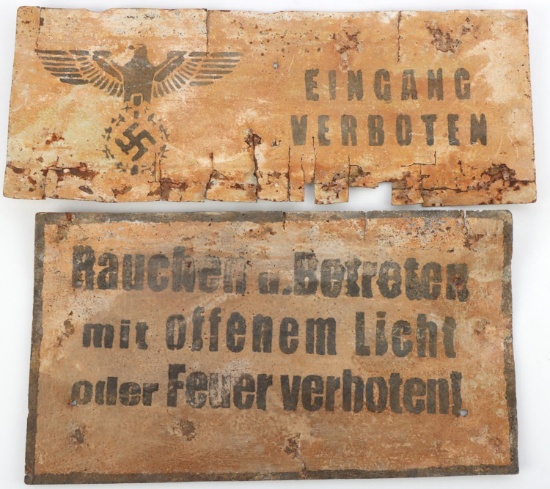 EINGANG
VERBOTEN
Rauchen u. Betreten
mit offenem Licht
oder Feuer verboten!